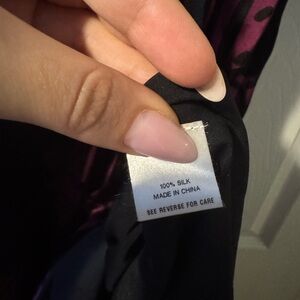 100% SILK
MADE IN CHINA
SEE REVERSE FOR CARE